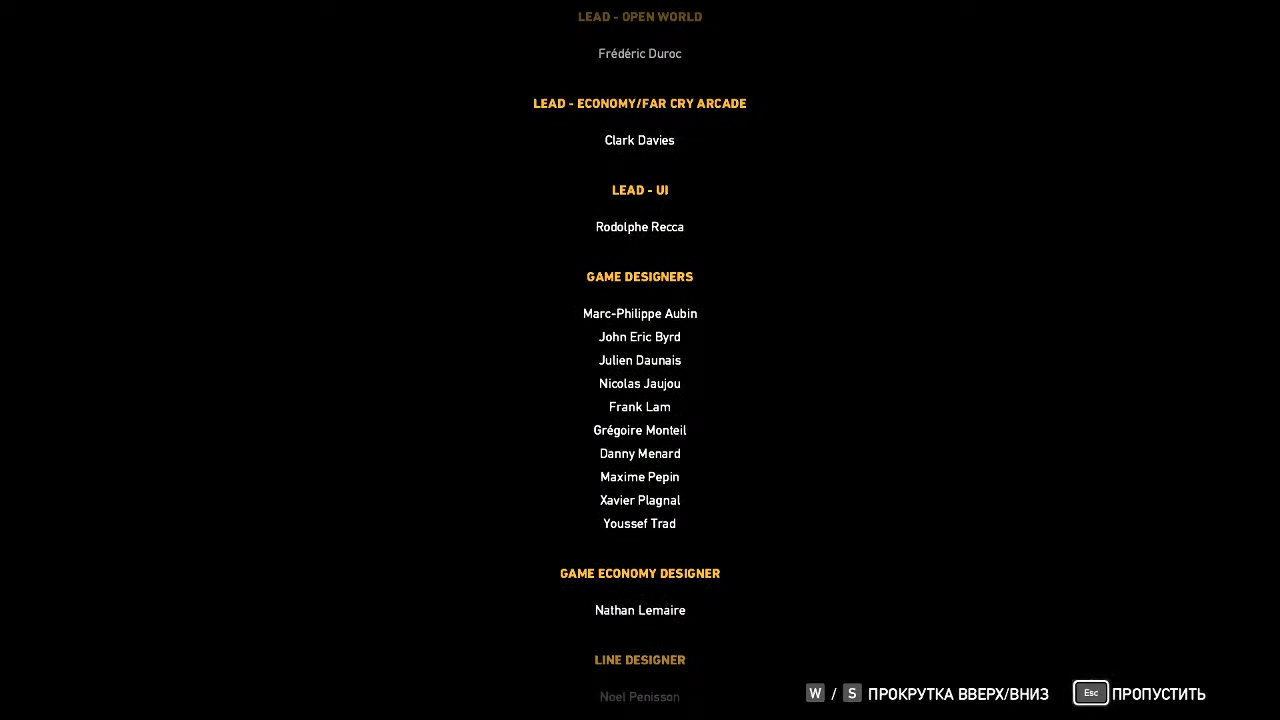 LEAD - OPEN WORLD
Frédéric Duroc
LEAD - ECONOMY/FAR CRY ARCADE
Clark Davies
LEAD - UI
Rodolphe Recca
GAME DESIGNERS
Marc-Philippe Aubin
John Eric Byrd
Julien Daunais
Nicolas Jaujou
Frank Lam
Grégoire Monteil
Danny Menard
Maxime Pepin
Xavier Plagnal
Youssef Trad
GAME ECONOMY DESIGNER
Nathan Lemaire
LINE DESIGNER
Noel Penisson
W / S ПРОКРУТКА ВВЕРХ/ВНИЗ Esc ПРОПУСТИТЬ